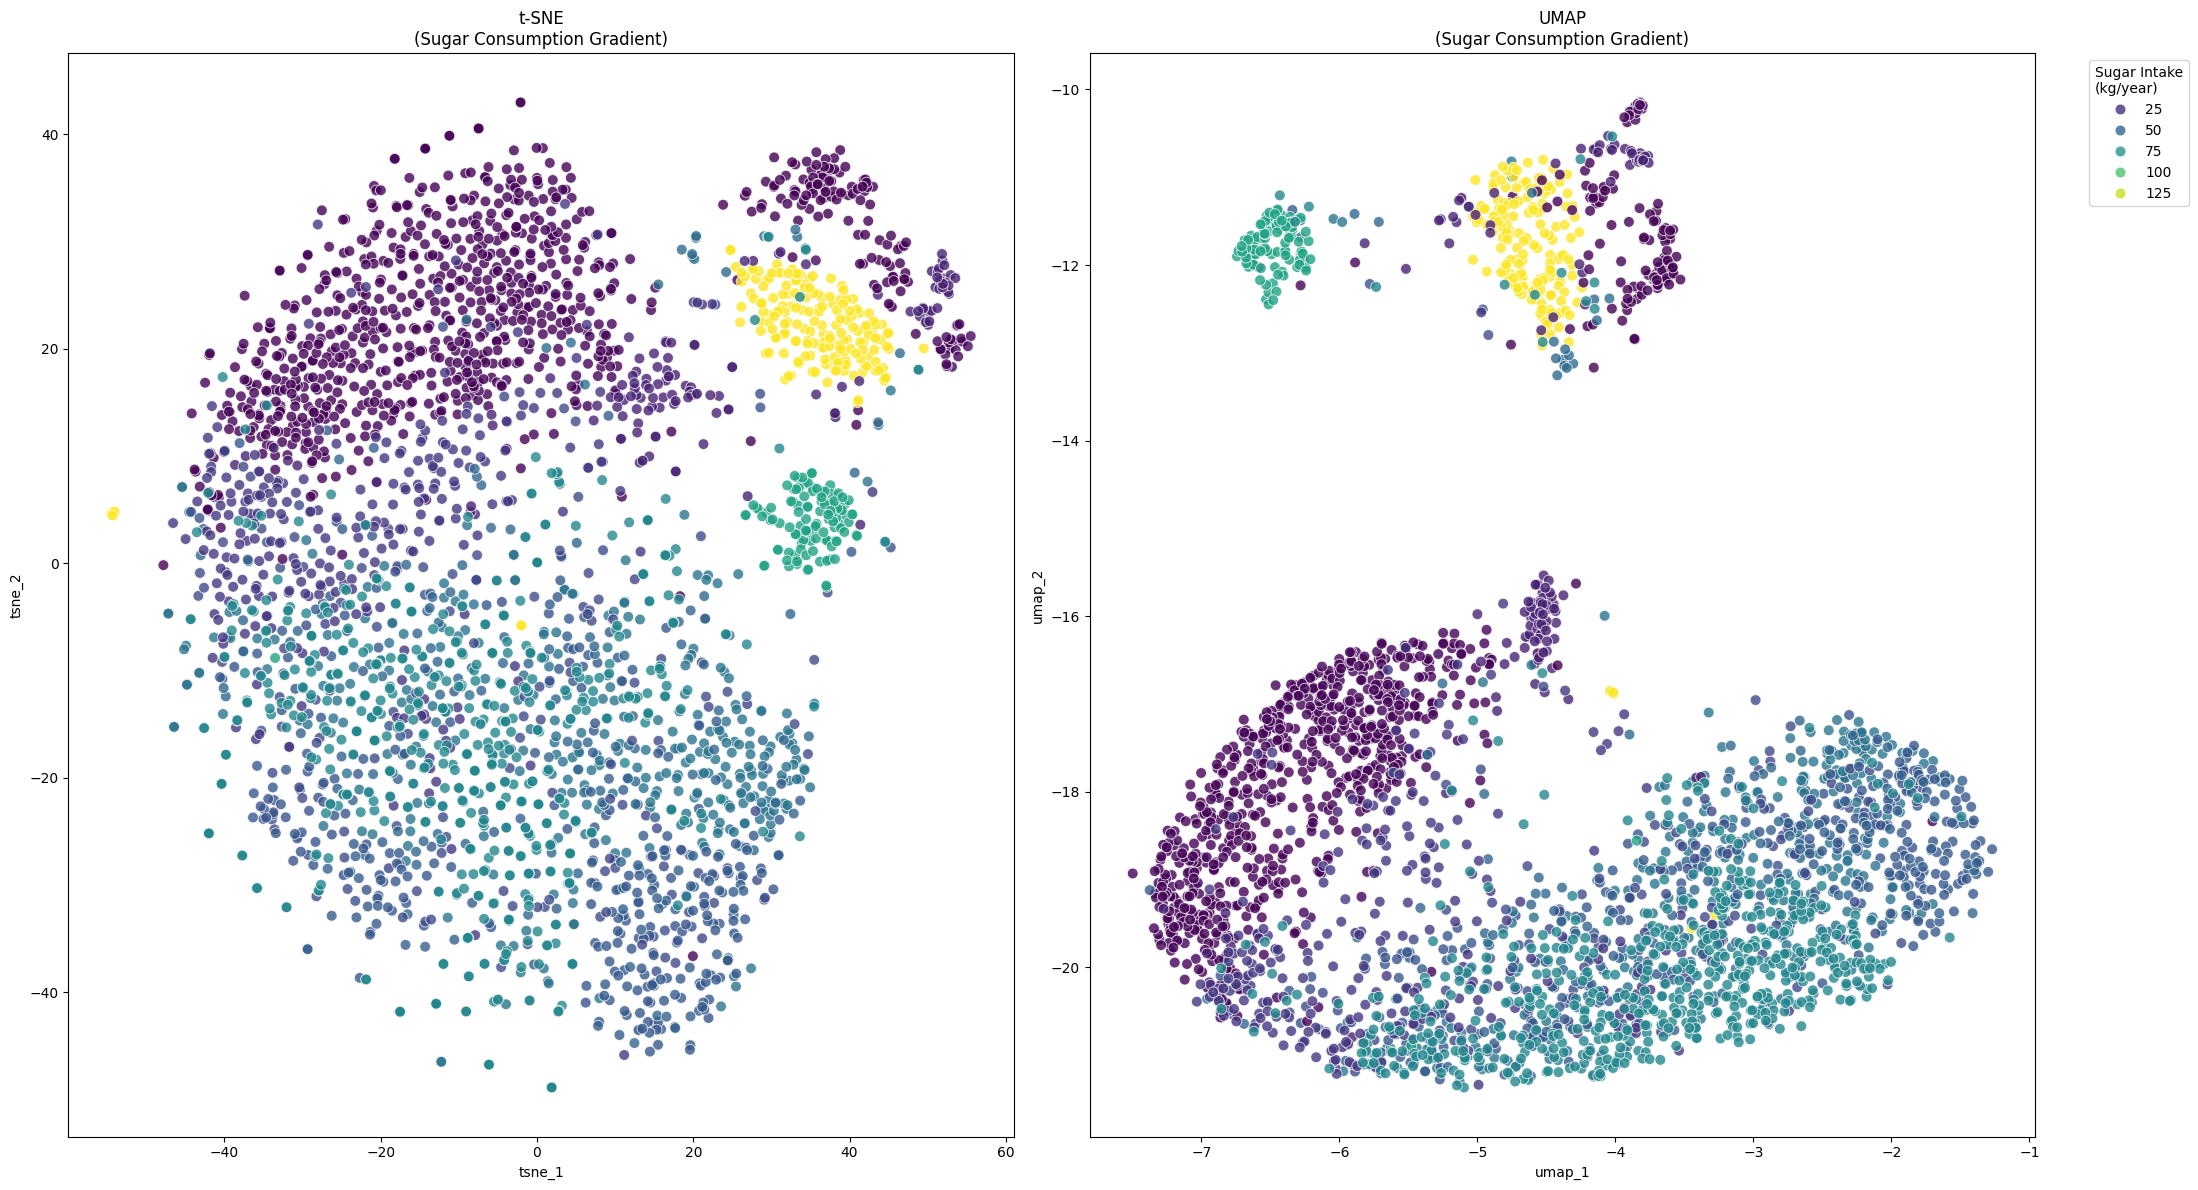 t-SNE
(Sugar Consumption Gradient)
40
20
0
−20
−40
tsne_2
−40
−20
0
20
40
60
tsne_1
UMAP
(Sugar Consumption Gradient)
−10
−12
−14
−16
−18
−20
umap_2
−7
−6
−5
−4
−3
−2
−1
umap_1
Sugar Intake
(kg/year)
25
50
75
100
125